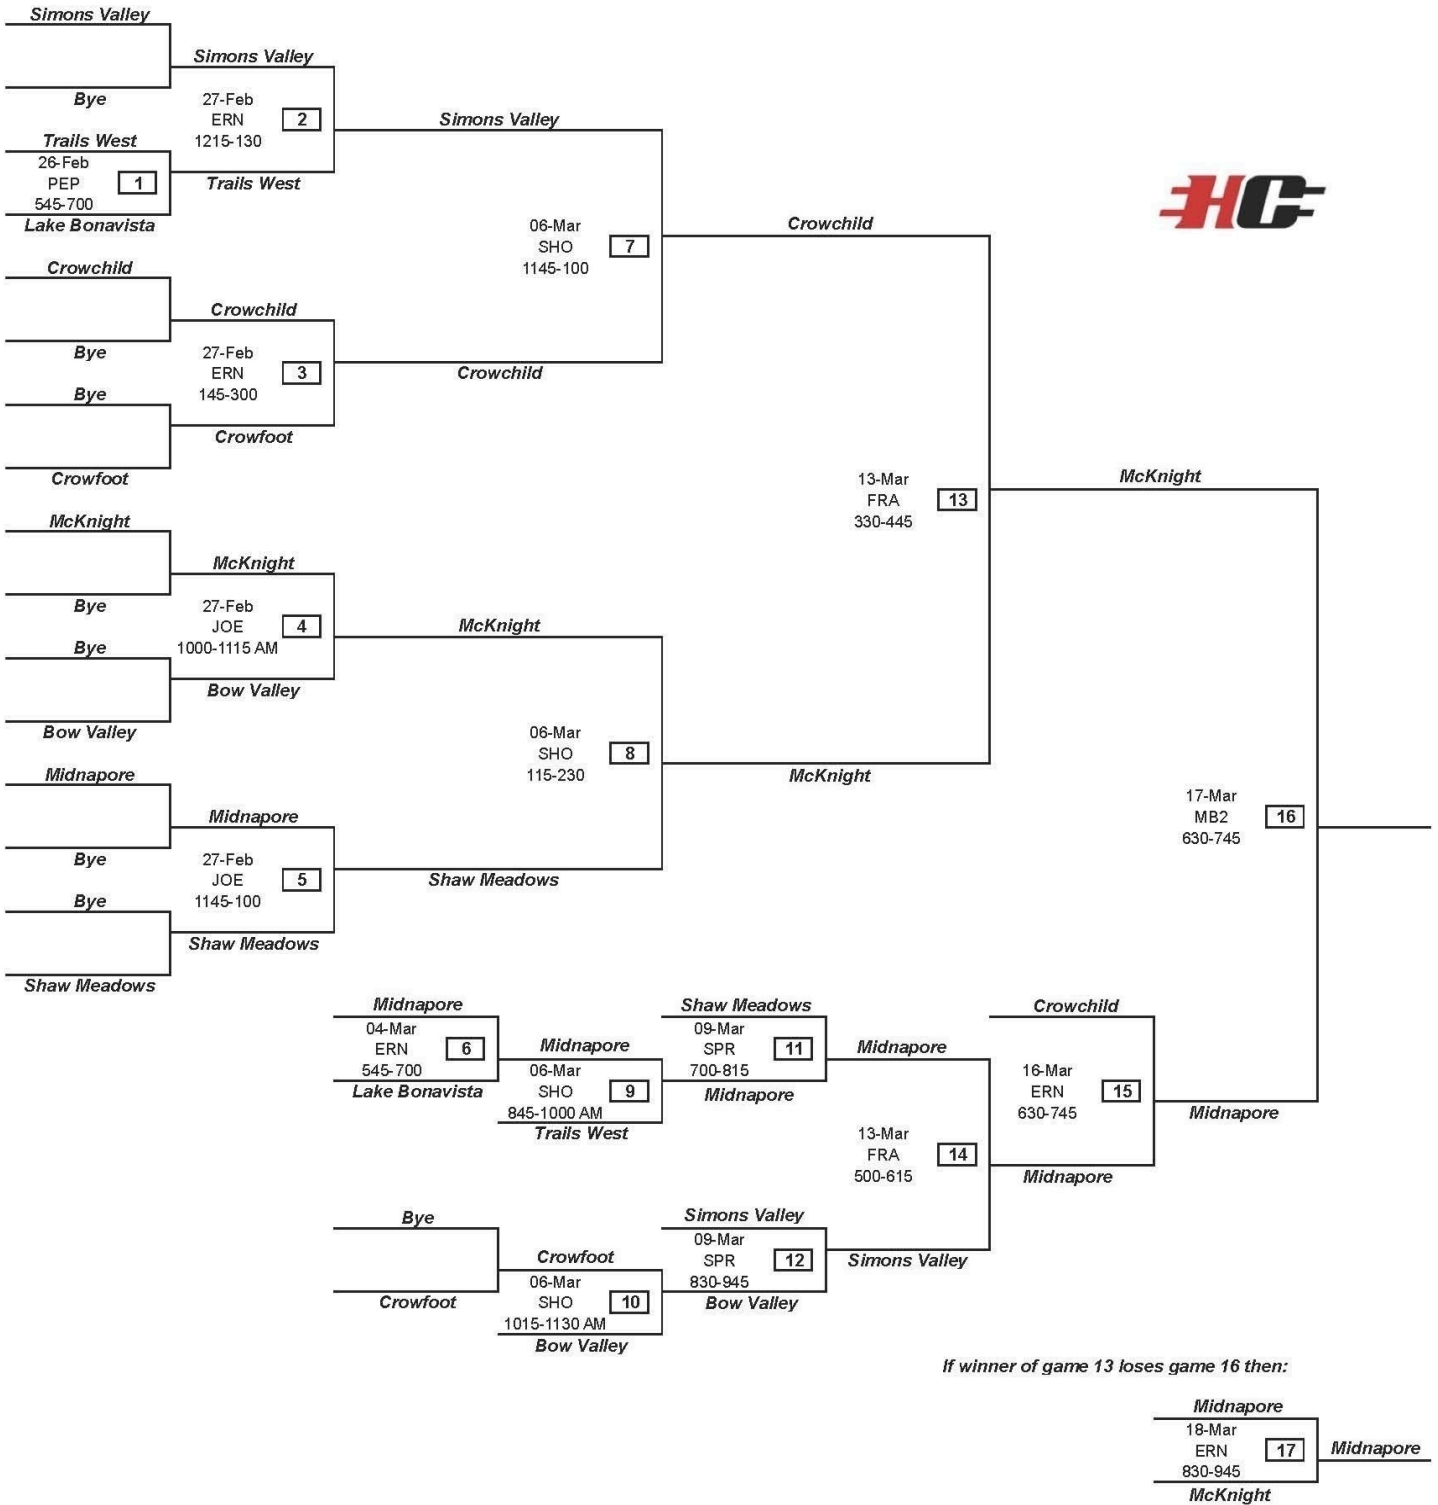 Simons Valley
Simons Valley
Bye
27-Feb
ERN
1215-130
2
Simons Valley
Trails West
26-Feb
PEP
545-700
1
Trails West
Lake Bonavista
06-Mar
SHO
1145-100
7
Crowchild
HC
Crowchild
Crowchild
Bye
27-Feb
ERN
145-300
3
Crowchild
Bye
Crowfoot
Crowfoot
13-Mar
FRA
330-445
13
McKnight
McKnight
McKnight
Bye
27-Feb
JOE
1000-1115 AM
4
McKnight
Bye
Bow Valley
Bow Valley
06-Mar
SHO
115-230
8
McKnight
Midnapore
Midnapore
Bye
27-Feb
JOE
1145-100
5
Shaw Meadows
Bye
Shaw Meadows
Shaw Meadows
17-Mar
MB2
630-745
16
Midnapore
04-Mar
ERN
545-700
6
Lake Bonavista
Midnapore
06-Mar
SHO
845-1000 AM
9
Trails West
Shaw Meadows
09-Mar
SPR
700-815
11
Midnapore
Midnapore
13-Mar
FRA
500-615
14
Crowchild
16-Mar
ERN
630-745
15
Midnapore
Midnapore
Bye
Crowfoot
Crowfoot
06-Mar
SHO
1015-1130 AM
10
Bow Valley
Simons Valley
09-Mar
SPR
830-945
12
Bow Valley
Simons Valley
If winner of game 13 loses game 16 then:
Midnapore
18-Mar
ERN
830-945
17
Midnapore
McKnight